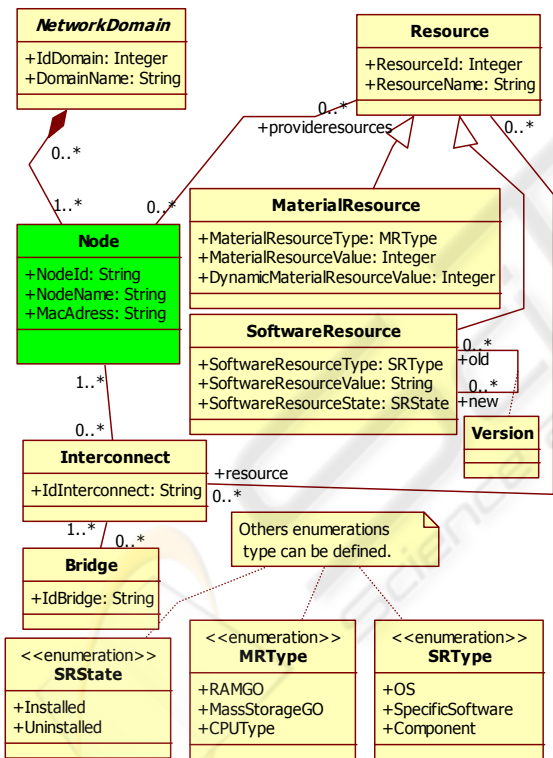 NetworkDomain
+IdDomain: Integer
+DomainName: String
0..*
1..*
Resource
+ResourceId: Integer
+ResourceName: String
0..*
+provideresources
0..*
0..*
Node
+NodeId: String
+NodeName: String
+MacAdress: String
MaterialResource
+MaterialResourceType: MRType
+MaterialResourceValue: Integer
+DynamicMaterialResourceValue: Integer
SoftwareResource
+SoftwareResourceType: SRType
+SoftwareResourceValue: String
+SoftwareResourceState: SRState
0..*
+old
0..*
+new
Version
1..*
0..*
Interconnect
+IdInterconnect: String
+resource
0..*
1..*
0..*
Bridge
+IdBridge: String
Others enumerations
type can be defined.
<<enumeration>>
SRState
+Installed
+Uninstalled
<<enumeration>>
MRType
+RAMGO
+MassStorageGO
+CPUType
<<enumeration>>
SRType
+OS
+SpecificSoftware
+Component